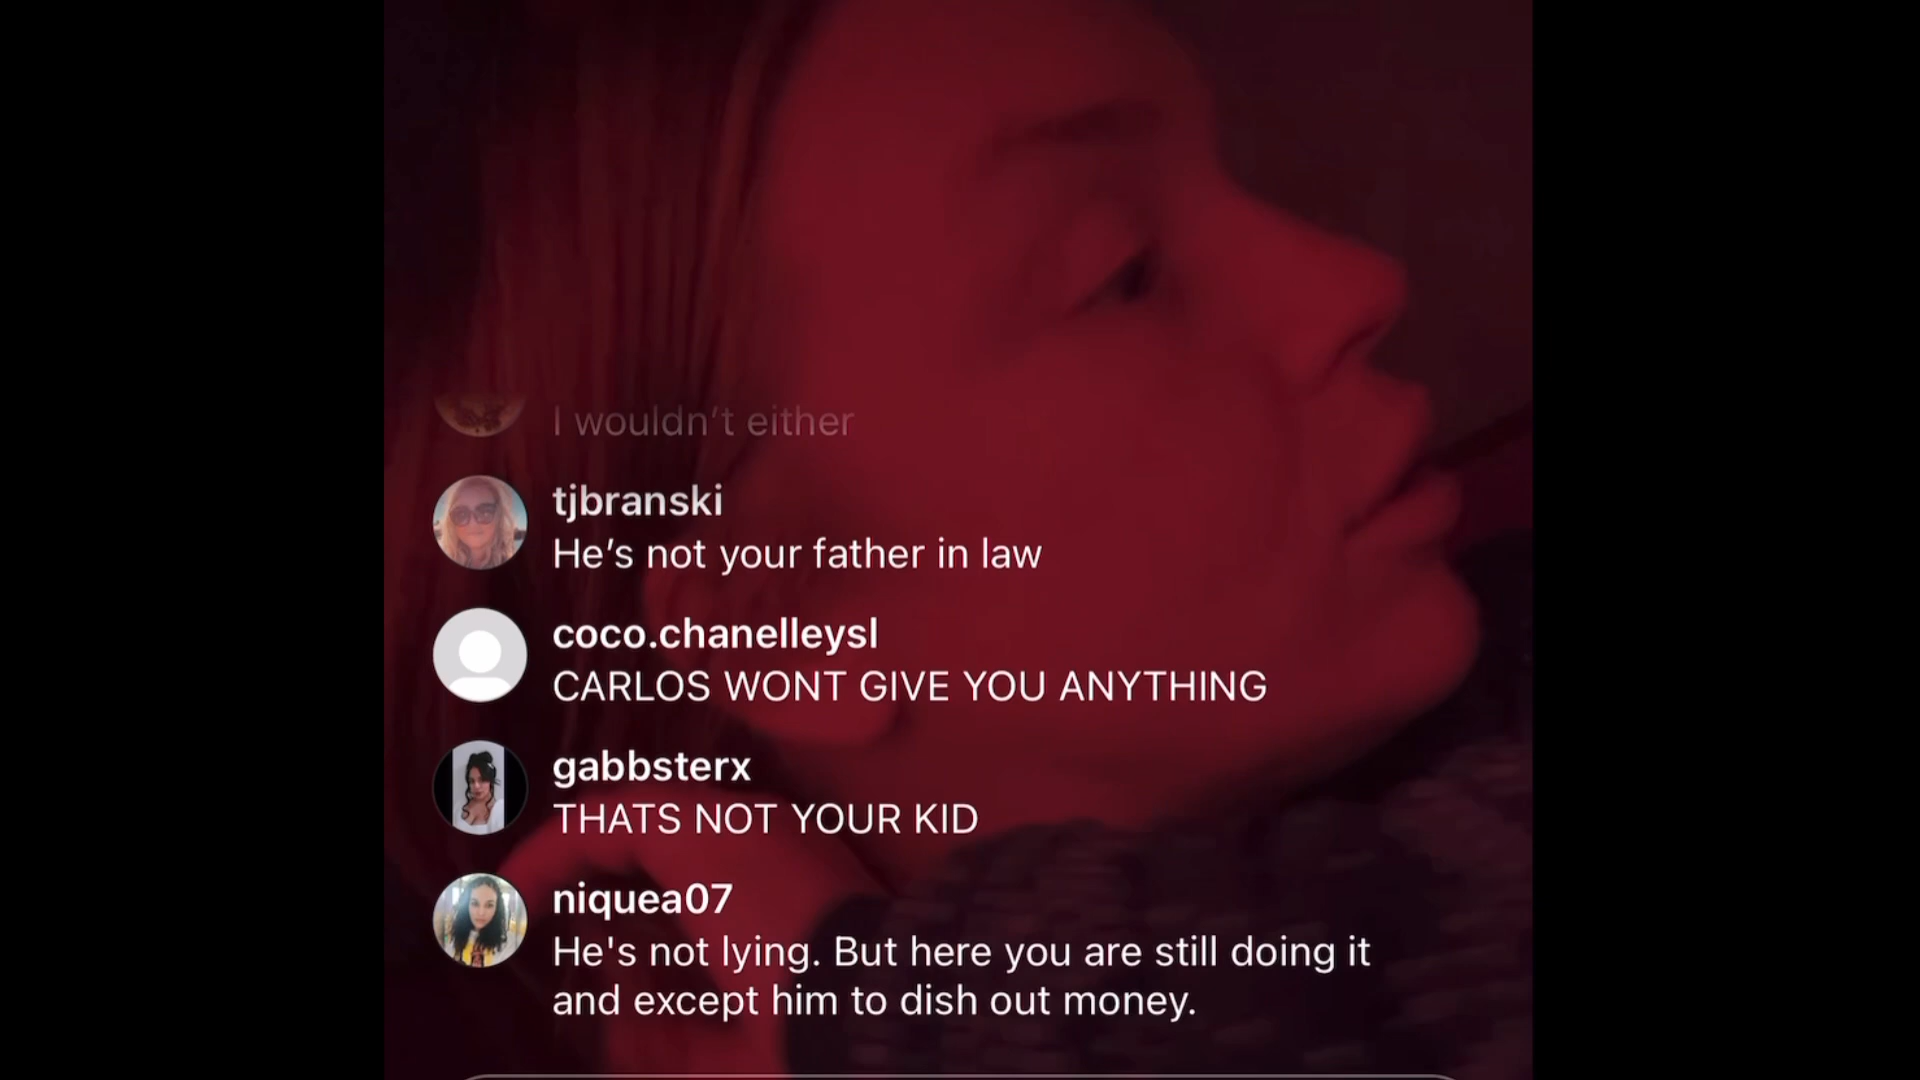 I wouldn’t either
tjbranski
He’s not your father in law
coco.chanelleysl
CARLOS WONT GIVE YOU ANYTHING
gabbsterx
THATS NOT YOUR KID
niquea07
He's not lying. But here you are still doing it
and except him to dish out money.